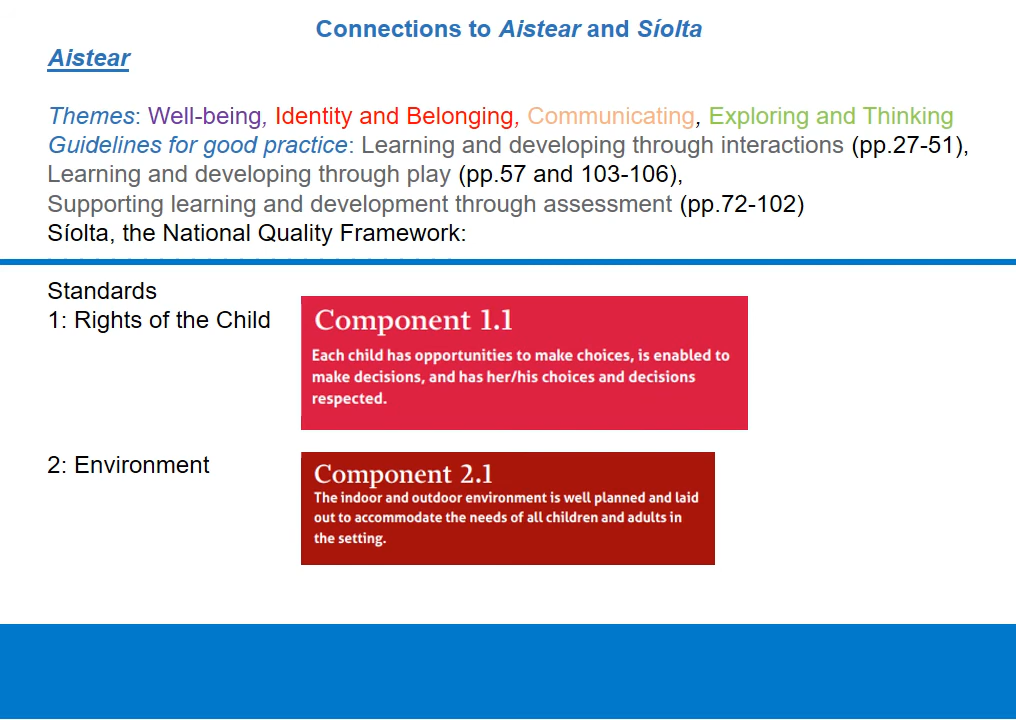 Connections to Aistear and Síolta
Aistear
Themes: Well-being, Identity and Belonging, Communicating, Exploring and Thinking
Guidelines for good practice: Learning and developing through interactions (pp.27-51),
Learning and developing through play (pp.57 and 103-106),
Supporting learning and development through assessment (pp.72-102)
Síolta, the National Quality Framework:
Standards
1: Rights of the Child
Component 1.1
Each child has opportunities to make choices, is enabled to
make decisions, and has her/his choices and decisions
respected.
2: Environment
Component 2.1
The indoor and outdoor environment is well planned and laid
out to accommodate the needs of all children and adults in
the setting.